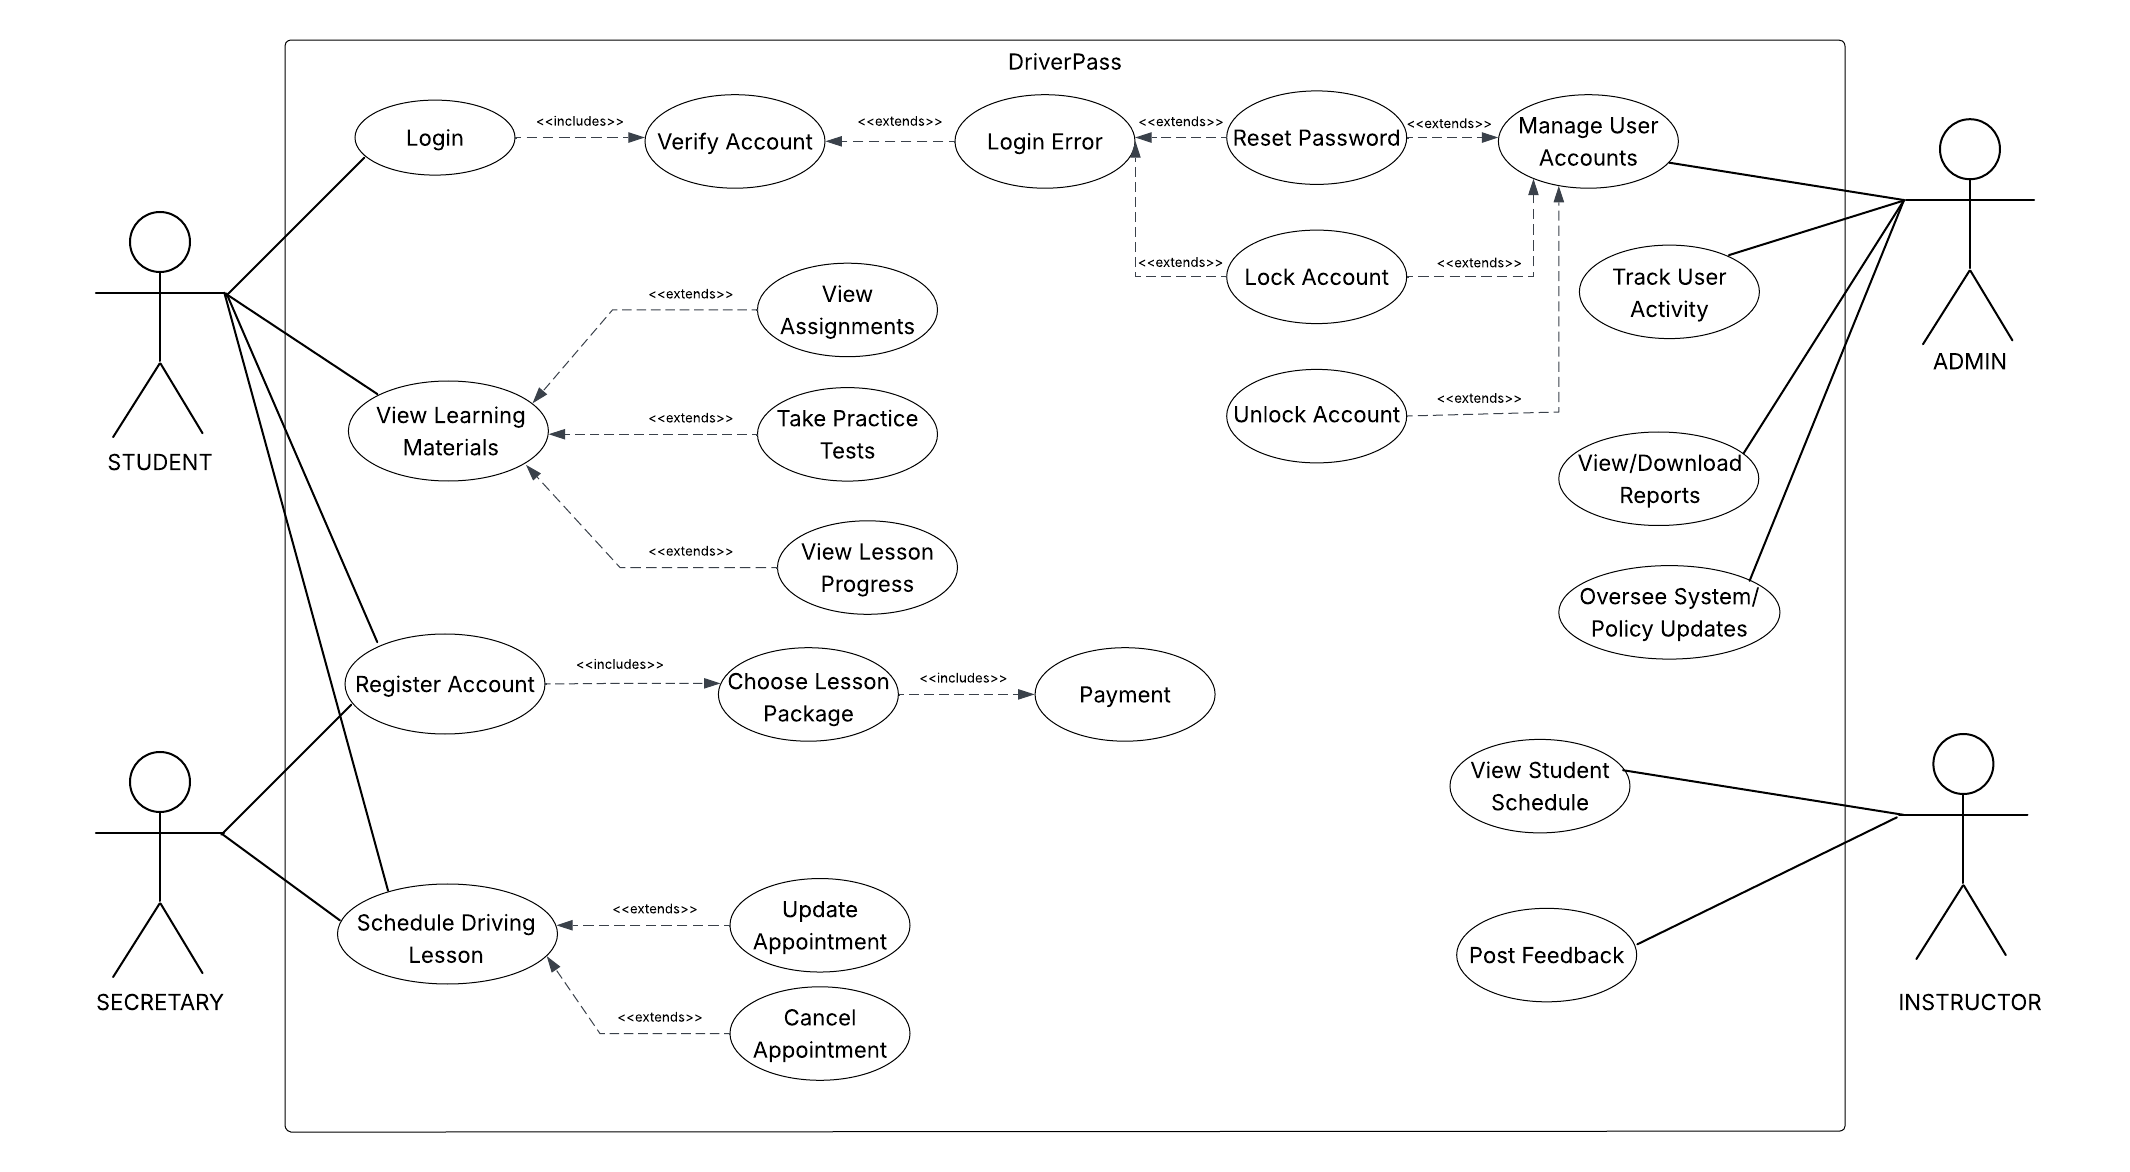 DriverPass
Login
<<includes>>
Verify Account
<<extends>>
Login Error
<<extends>>
Reset Password
<<extends>>
Manage User
Accounts
<<extends>>
Lock Account
<<extends>>
Track User
Activity
ADMIN
<<extends>>
View
Assignments
STUDENT
View Learning
Materials
<<extends>>
Take Practice
Tests
Unlock Account
<<extends>>
View/Download
Reports
<<extends>>
View Lesson
Progress
Oversee System/
Policy Updates
Register Account
<<includes>>
Choose Lesson
Package
<<includes>>
Payment
View Student
Schedule
SECRETARY
Schedule Driving
Lesson
<<extends>>
Update
Appointment
Post Feedback
INSTRUCTOR
<<extends>>
Cancel
Appointment